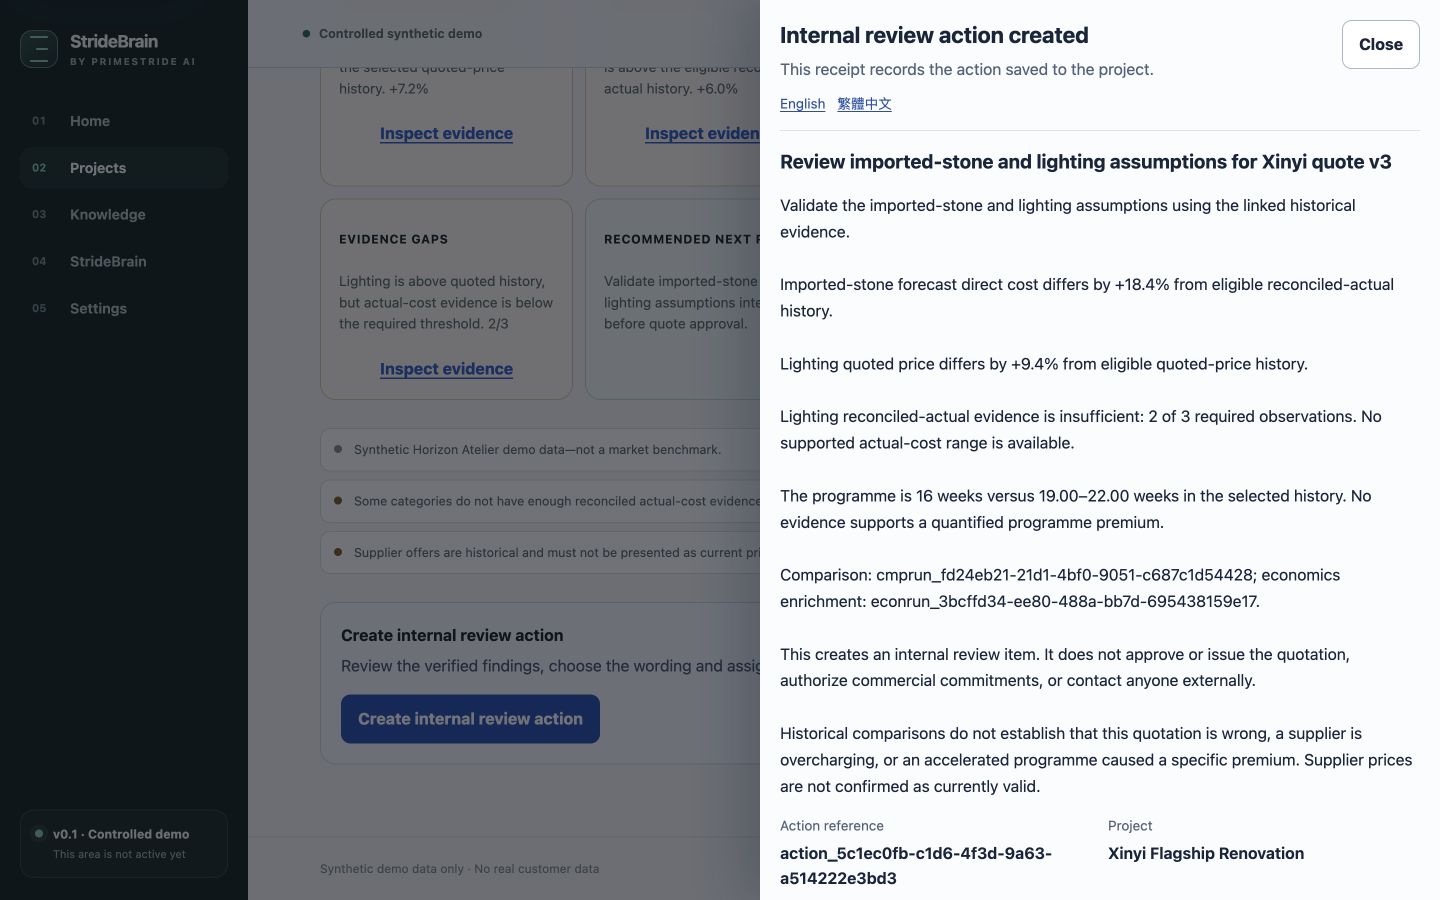 StrideBrain
BY PRIMESTRIDE AI
01 Home
02 Projects
03 Knowledge
04 StrideBrain
05 Settings
v0.1 · Controlled demo
This area is not active yet
Controlled synthetic demo
the selected quoted-price
history. +7.2%
Inspect evidence
is above the eligible
actual history. +6.0%
Inspect
EVIDENCE GAPS
Lighting is above quoted history,
but actual-cost evidence is below
the required threshold. 2/3
Inspect evidence
RECOMMENDED NEXT
Validate imported-stone
lighting assumptions
before quote approval.
Synthetic Horizon Atelier demo data—not a market benchmark.
Some categories do not have enough reconciled actual-cost evidence
Supplier offers are historical and must not be presented as current
Create internal review action
Review the verified findings, choose the wording and
Create internal review action
Synthetic demo data only · No real customer data
Internal review action created
Close
This receipt records the action saved to the project.
English 繁體中文
Review imported-stone and lighting assumptions for Xinyi quote v3
Validate the imported-stone and lighting assumptions using the linked historical
evidence.
Imported-stone forecast direct cost differs by +18.4% from eligible reconciled-actual
history.
Lighting quoted price differs by +9.4% from eligible quoted-price history.
Lighting reconciled-actual evidence is insufficient: 2 of 3 required observations. No
supported actual-cost range is available.
The programme is 16 weeks versus 19.00–22.00 weeks in the selected history. No
evidence supports a quantified programme premium.
Comparison: cmprun_fd24eb21-21d1-4bf0-9051-c687c1d54428; economics
enrichment: econrun_3bcffd34-ee80-488a-bb7d-695438159e17.
This creates an internal review item. It does not approve or issue the quotation,
authorize commercial commitments, or contact anyone externally.
Historical comparisons do not establish that this quotation is wrong, a supplier is
overcharging, or an accelerated programme caused a specific premium. Supplier prices
are not confirmed as currently valid.
Action reference
action_5c1ec0fb-c1d6-4f3d-9a63-
a514222e3bd3
Project
Xinyi Flagship Renovation